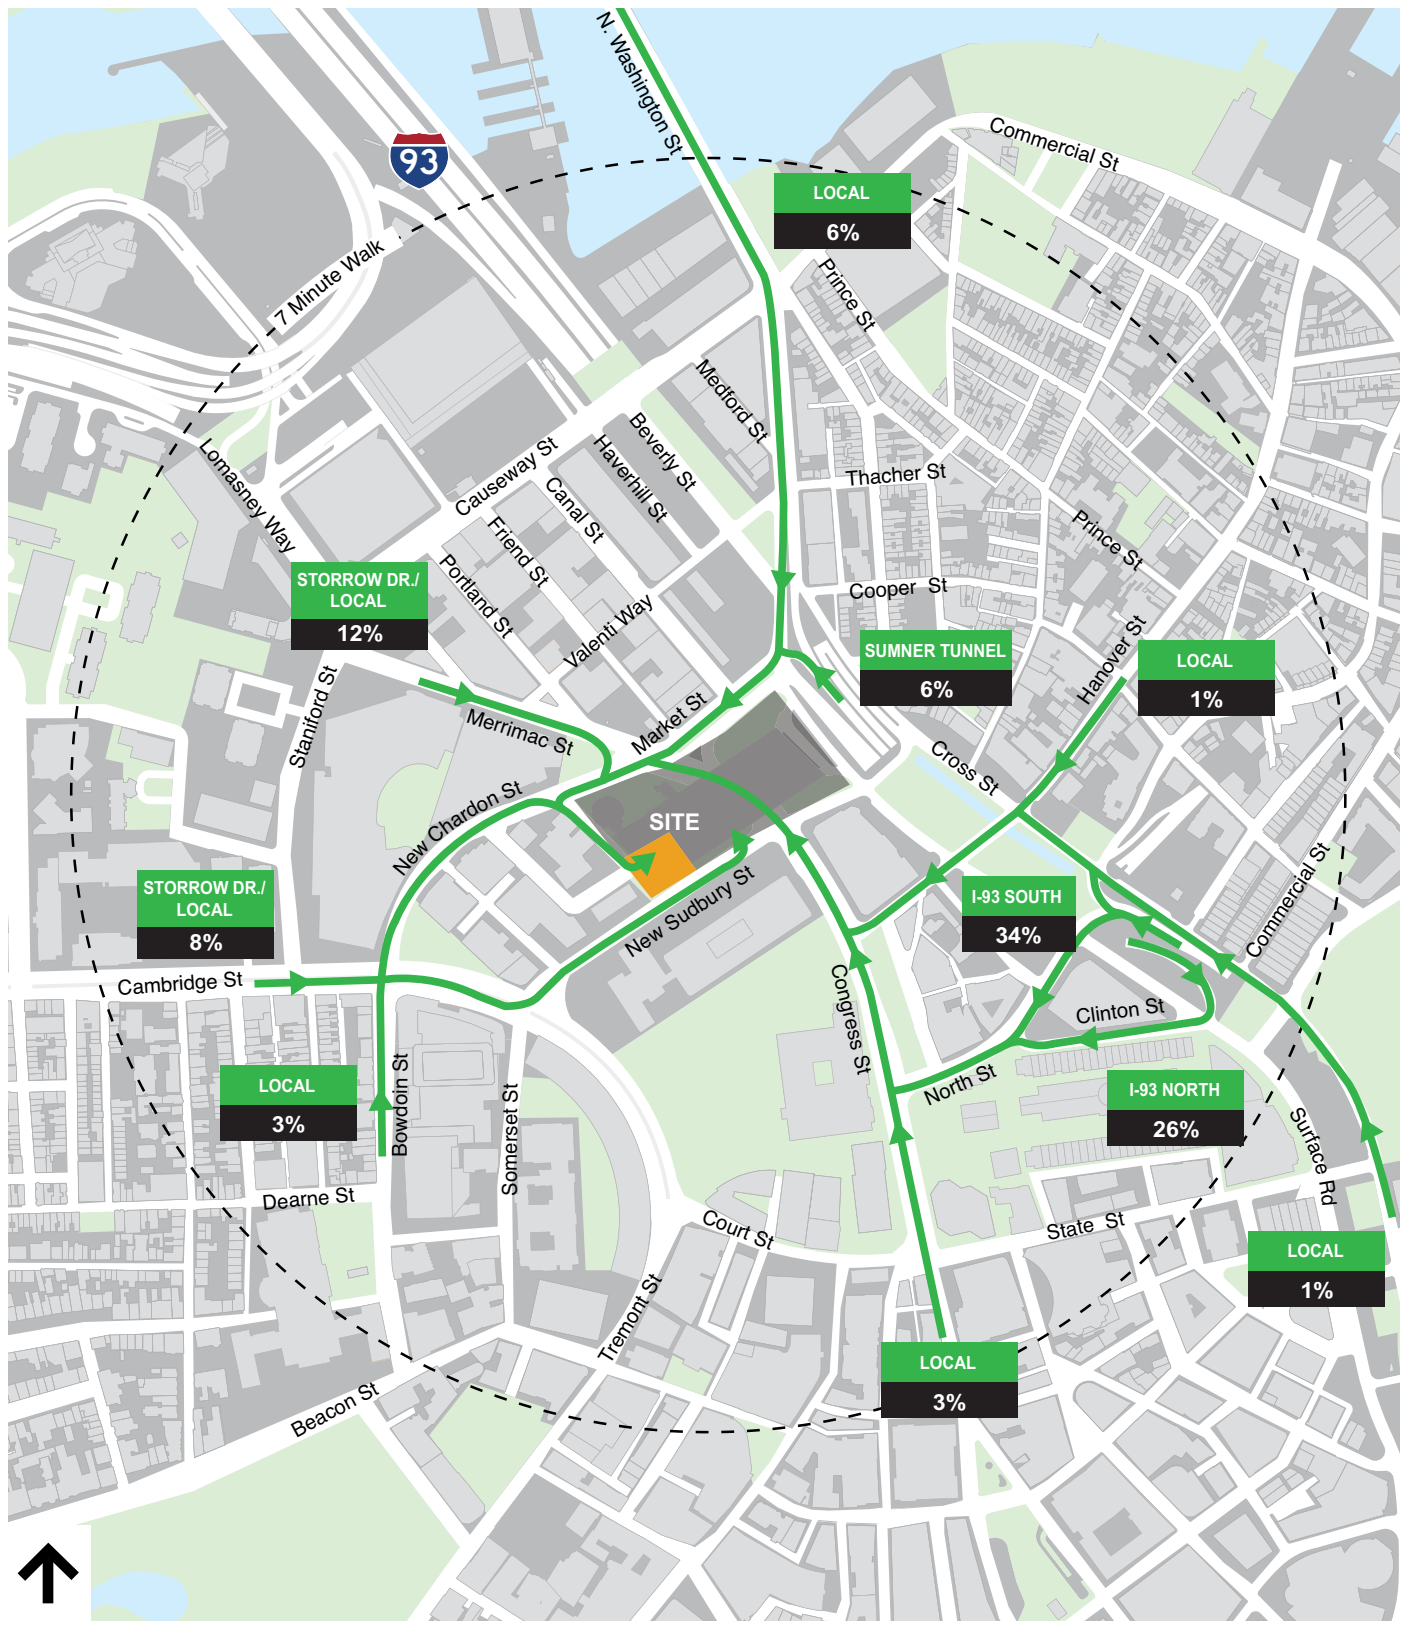 N. Washington St
Commercial St
93
LOCAL
6%
7 Minute Walk
Prince St
Medford St
Beverly St
Haverhill St
Causeway St
Canal St
Friend St
Portland St
Lomasney Way
Thacher St
Prince St
Cooper St
Valenti Way
STORROW DR./
LOCAL
12%
SUMNER TUNNEL
6%
Hanover St
LOCAL
1%
Staniford St
Merrimac St
Market St
Cross St
New Chardon St
SITE
STORROW DR./
LOCAL
8%
New Sudbury St
I-93 SOUTH
34%
Commercial St
Cambridge St
Congress St
Clinton St
North St
LOCAL
3%
Bowdoin St
Somerset St
I-93 NORTH
26%
Surface Rd
Dearne St
Court St
State St
LOCAL
1%
Tremont St
Beacon St
LOCAL
3%